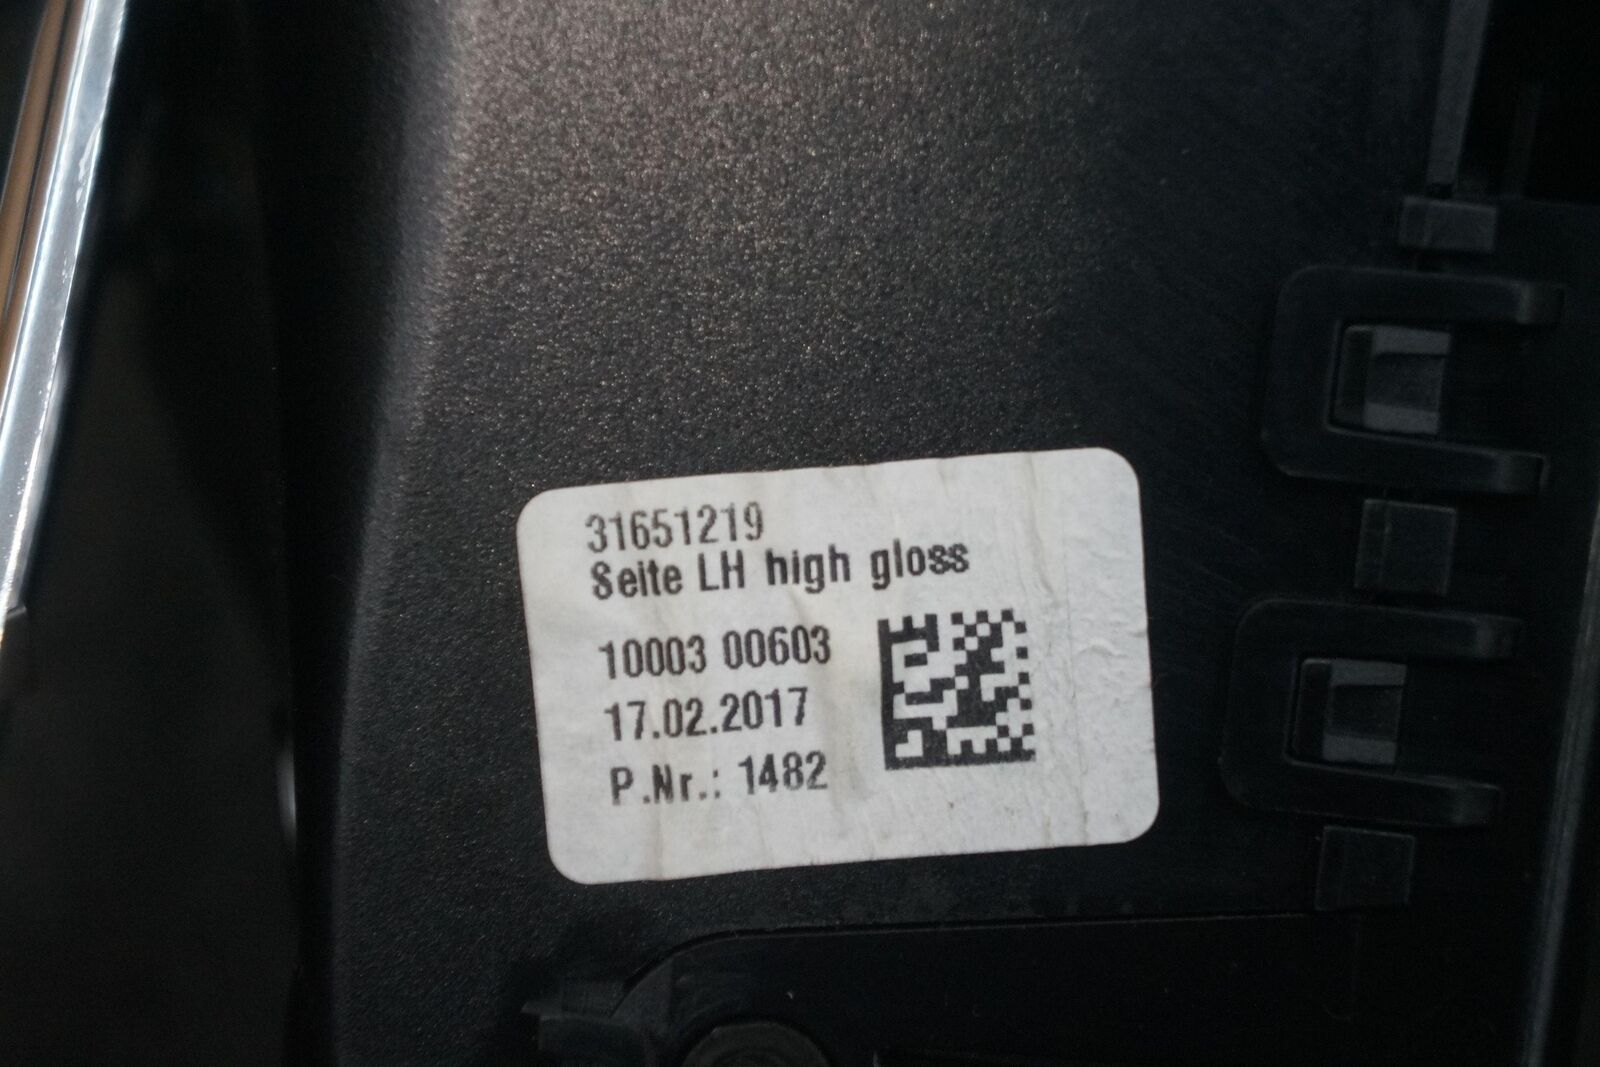 31651219
Seite LH high gloss
10003 00603
17.02.2017
P.Nr.: 1482